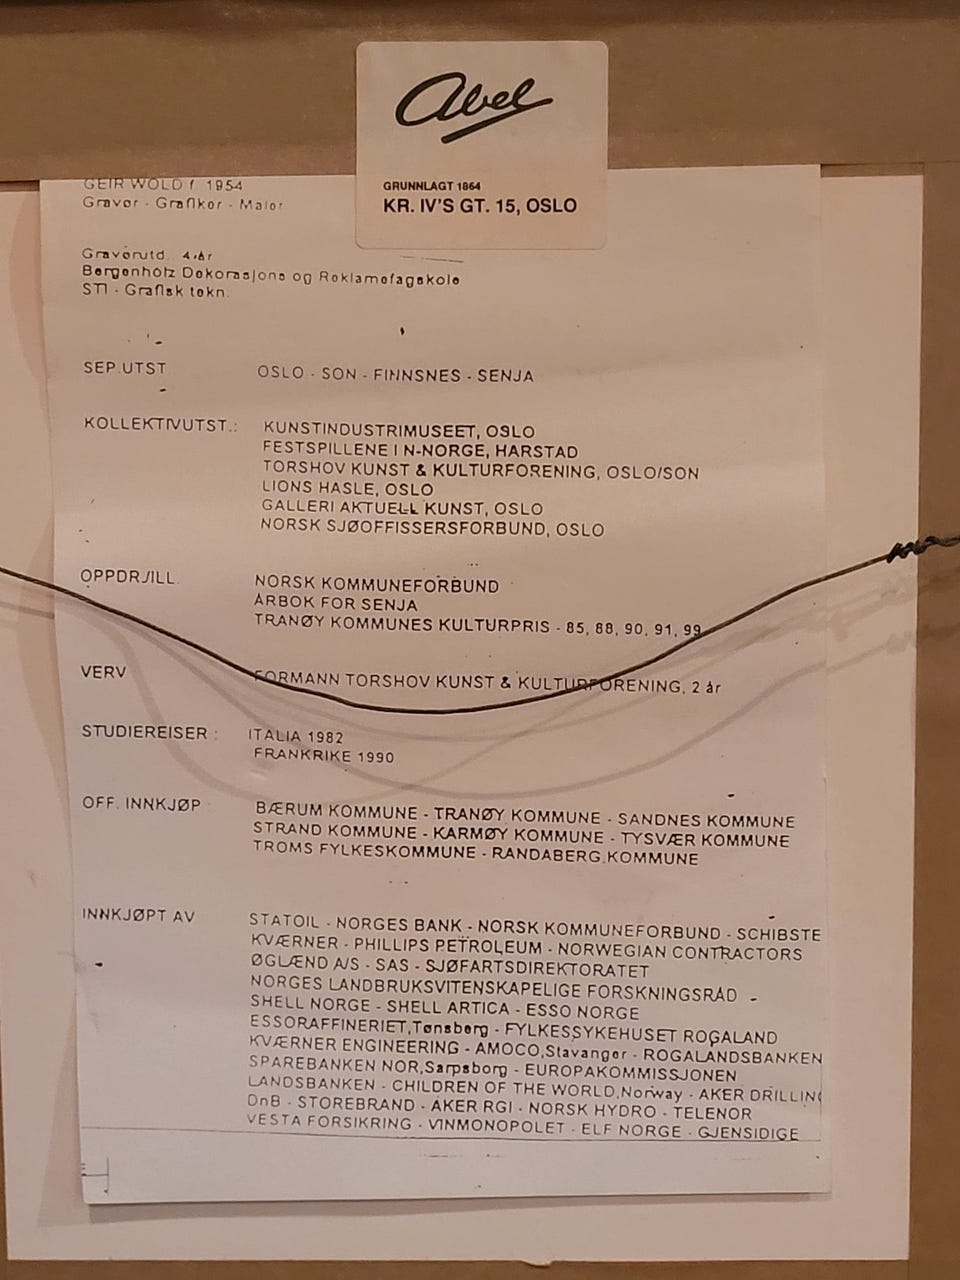 Abel
GRUNNLAGT 1864
KR. IV'S GT. 15, OSLO
GEIR WOLD f. 1954
Gravør - Grafiker - Maler
Gravørutd. 4 år
Bergenholz Dekorasjons og Reklamefagskole
STI - Grafisk tekn.
SEP.UTST OSLO - SON - FINNSNES - SENJA
KOLLEKTIVUTST.: KUNSTINDUSTRIMUSEET, OSLO
FESTSPILLENE I N-NORGE, HARSTAD
TORSHOV KUNST & KULTURFORENING, OSLO/SON
LIONS HASLE, OSLO
GALLERI AKTUELL KUNST, OSLO
NORSK SJØOFFISSERSFORBUND, OSLO
OPPDR./ILL. NORSK KOMMUNEFORBUND
ÅRBOK FOR SENJA
TRANØY KOMMUNES KULTURPRIS - 85, 88, 90, 91, 99
VERV FORMANN TORSHOV KUNST & KULTURFORENING, 2 år
STUDIEREISER : ITALIA 1982
FRANKRIKE 1990
OFF. INNKJØP BÆRUM KOMMUNE - TRANØY KOMMUNE - SANDNES KOMMUNE
STRAND KOMMUNE - KARMØY KOMMUNE - TYSVÆR KOMMUNE
TROMS FYLKESKOMMUNE - RANDABERG KOMMUNE
INNKJØPT AV STATOIL - NORGES BANK - NORSK KOMMUNEFORBUND - SCHIBSTE
KVÆRNER - PHILLIPS PETROLEUM - NORWEGIAN CONTRACTORS
ØGLÆND A/S - SAS - SJØFARTSDIREKTORATET
NORGES LANDBRUKSVITENSKAPELIGE FORSKNINGSRÅD -
SHELL NORGE - SHELL ARTICA - ESSO NORGE
ESSORAFFINERIET,Tønsberg - FYLKESSYKEHUSET ROGALAND
KVÆRNER ENGINEERING - AMOCO,Stavanger - ROGALANDSBANKEN
SPAREBANKEN NOR,Sarpsborg - EUROPAKOMMISSJONEN
LANDSBANKEN - CHILDREN OF THE WORLD,Norway - AKER DRILLING
DnB - STOREBRAND - AKER RGI - NORSK HYDRO - TELENOR
VESTA FORSIKRING - VINMONOPOLET - ELF NORGE - GJENSIDIGE